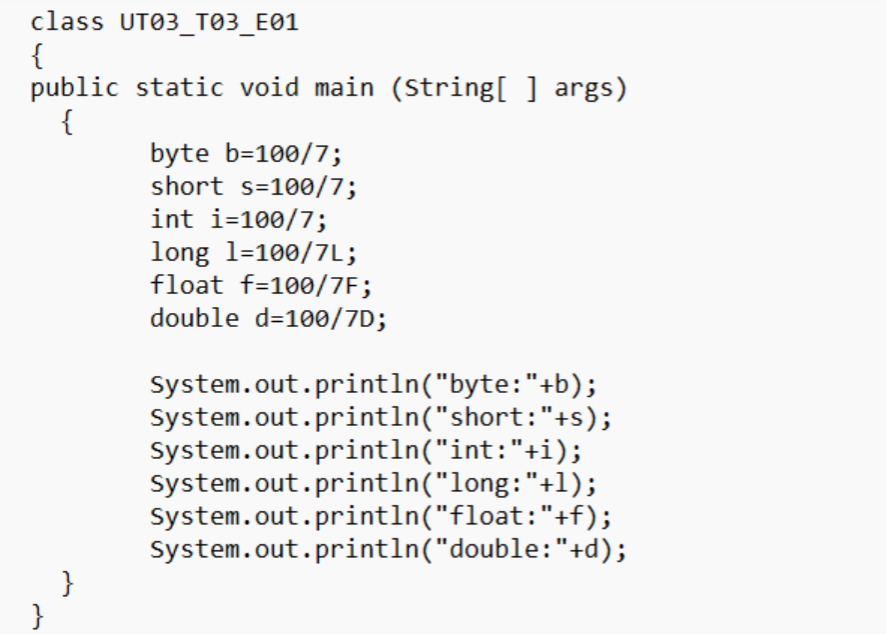 class UT03_T03_E01
{
public static void main (String[ ] args)
{
byte b=100/7;
short s=100/7;
int i=100/7;
long l=100/7L;
float f=100/7F;
double d=100/7D;
System.out.println("byte:"+b);
System.out.println("short:"+s);
System.out.println("int:"+i);
System.out.println("long:"+l);
System.out.println("float:"+f);
System.out.println("double:"+d);
}
}